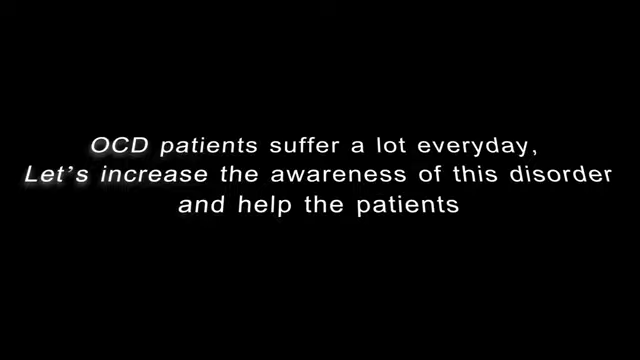 OCD patients suffer a lot everyday,
Let's increase the awareness of this disorder
and help the patients